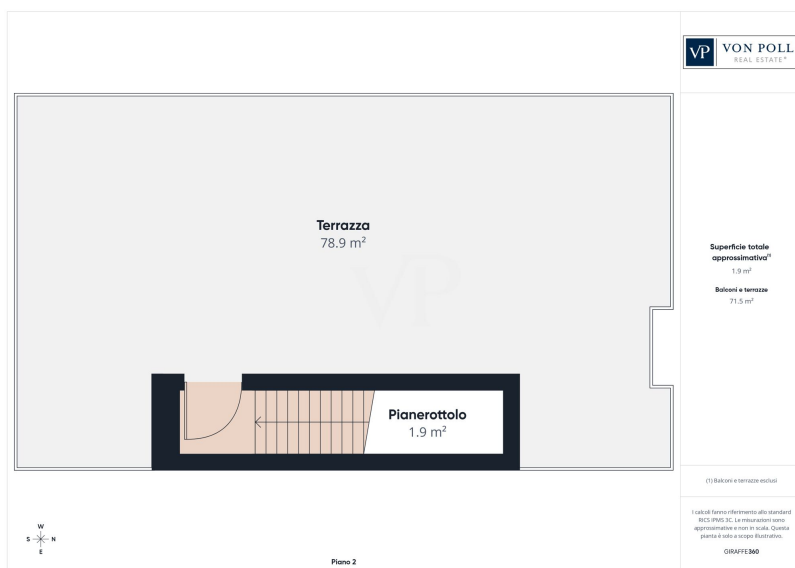 VP VON POLL
REAL ESTATE®
Terrazza
78.9 m²
VP
Superficie totale
approssimativa⁽¹⁾
1.9 m²
Balconi e terrazze
71.5 m²
Pianerottolo
1.9 m²
(1) Balconi e terrazze esclusi
I calcoli fanno riferimento allo standard
RICS IPMS 3C. Le misurazioni sono
approssimative e non in scala. Questa
pianta è solo a scopo illustrativo.
GIRAFFE360
W
S N
E
Piano 2